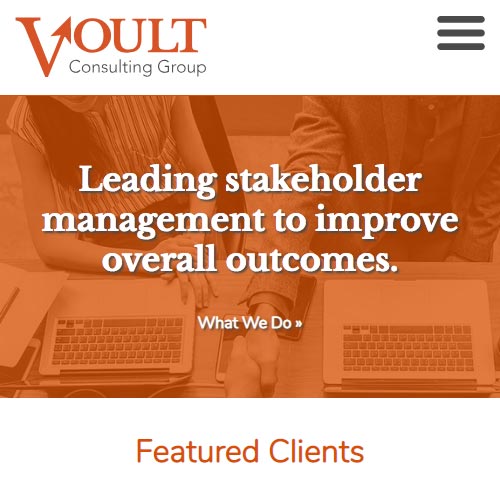 VOULT
Consulting Group
Leading stakeholder
management to improve
overall outcomes.
What We Do »
Featured Clients